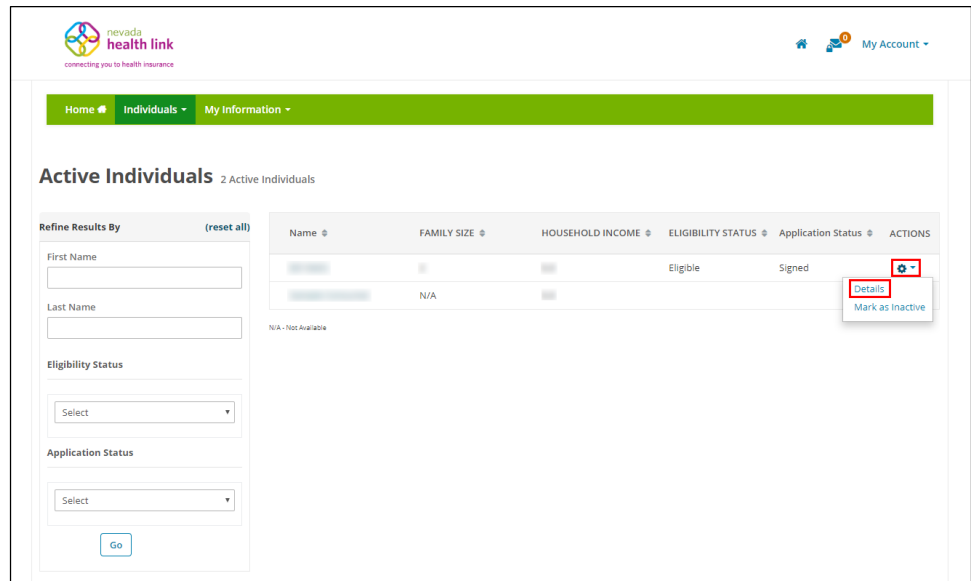 nevada
health link
connecting you to health insurance
0
My Account
Home Individuals My Information
Active Individuals 2 Active Individuals
Refine Results By (reset all)
First Name
Last Name
Eligibility Status
Select
Application Status
Select
Go
Name FAMILY SIZE HOUSEHOLD INCOME ELIGIBILITY STATUS Application Status ACTIONS
Eligible Signed
Details
Mark as Inactive
N/A
N/A - Not Available